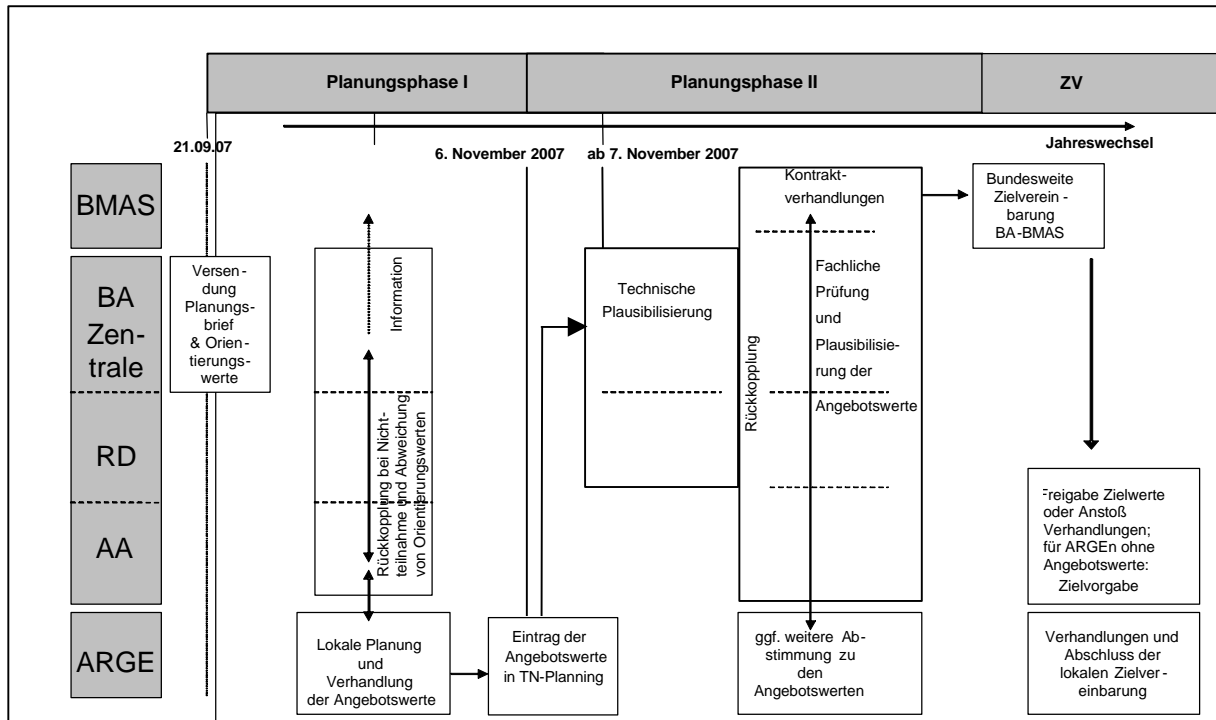 Planungsphase I
Planungsphase II
ZV
21.09.07
6. November 2007
ab 7. November 2007
Jahreswechsel
BMAS
BA
Zen-
trale
RD
AA
ARGE
Versen-
dung
Planungs-
brief
& Orien-
tierungs-
werte
Information
Rückkopplung bei Nicht-
teilnahme und Abweichung
von Orientierungswerten
Lokale Planung
und
Verhandlung
der Angebotswerte
Eintrag der
Angebotswerte
in TN-Planning
Technische
Plausibilisierung
Rückkopplung
Kontrakt-
verhandlungen
Fachliche
Prüfung
und
Plausibilisie-
rung der
Angebotswerte
ggf. weitere Ab-
stimmung zu
den
Angebotswerten
Bundesweite
Zielverein-
barung
BA-BMAS
Freigabe Zielwerte
oder Anstoß
Verhandlungen;
für ARGEn ohne
Angebotswerte:
Zielvorgabe
Verhandlungen und
Abschluss der
lokalen Zielver-
einbarung